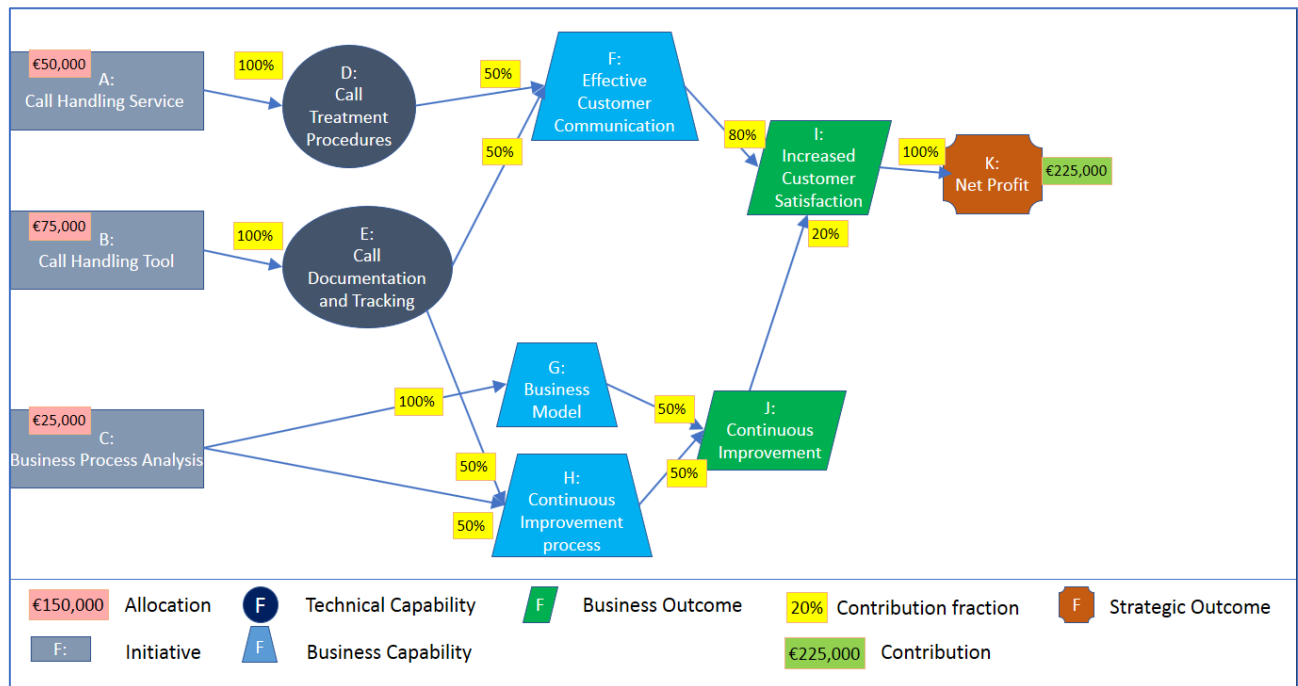 €50,000
A:
Call Handling Service
100%
D:
Call
Treatment
Procedures
50%
F:
Effective
Customer
Communication
80%
I:
Increased
Customer
Satisfaction
100%
K:
Net Profit
€225,000
50%
€75,000
B:
Call Handling Tool
100%
E:
Call
Documentation
and Tracking
20%
G:
Business
Model
100%
50%
J:
Continuous
Improvement
€25,000
C:
Business Process Analysis
50%
50%
H:
Continuous
Improvement
process
50%
€150,000 Allocation
F Technical Capability
F Business Outcome
20% Contribution fraction
F Strategic Outcome
F: Initiative
F Business Capability
€225,000 Contribution